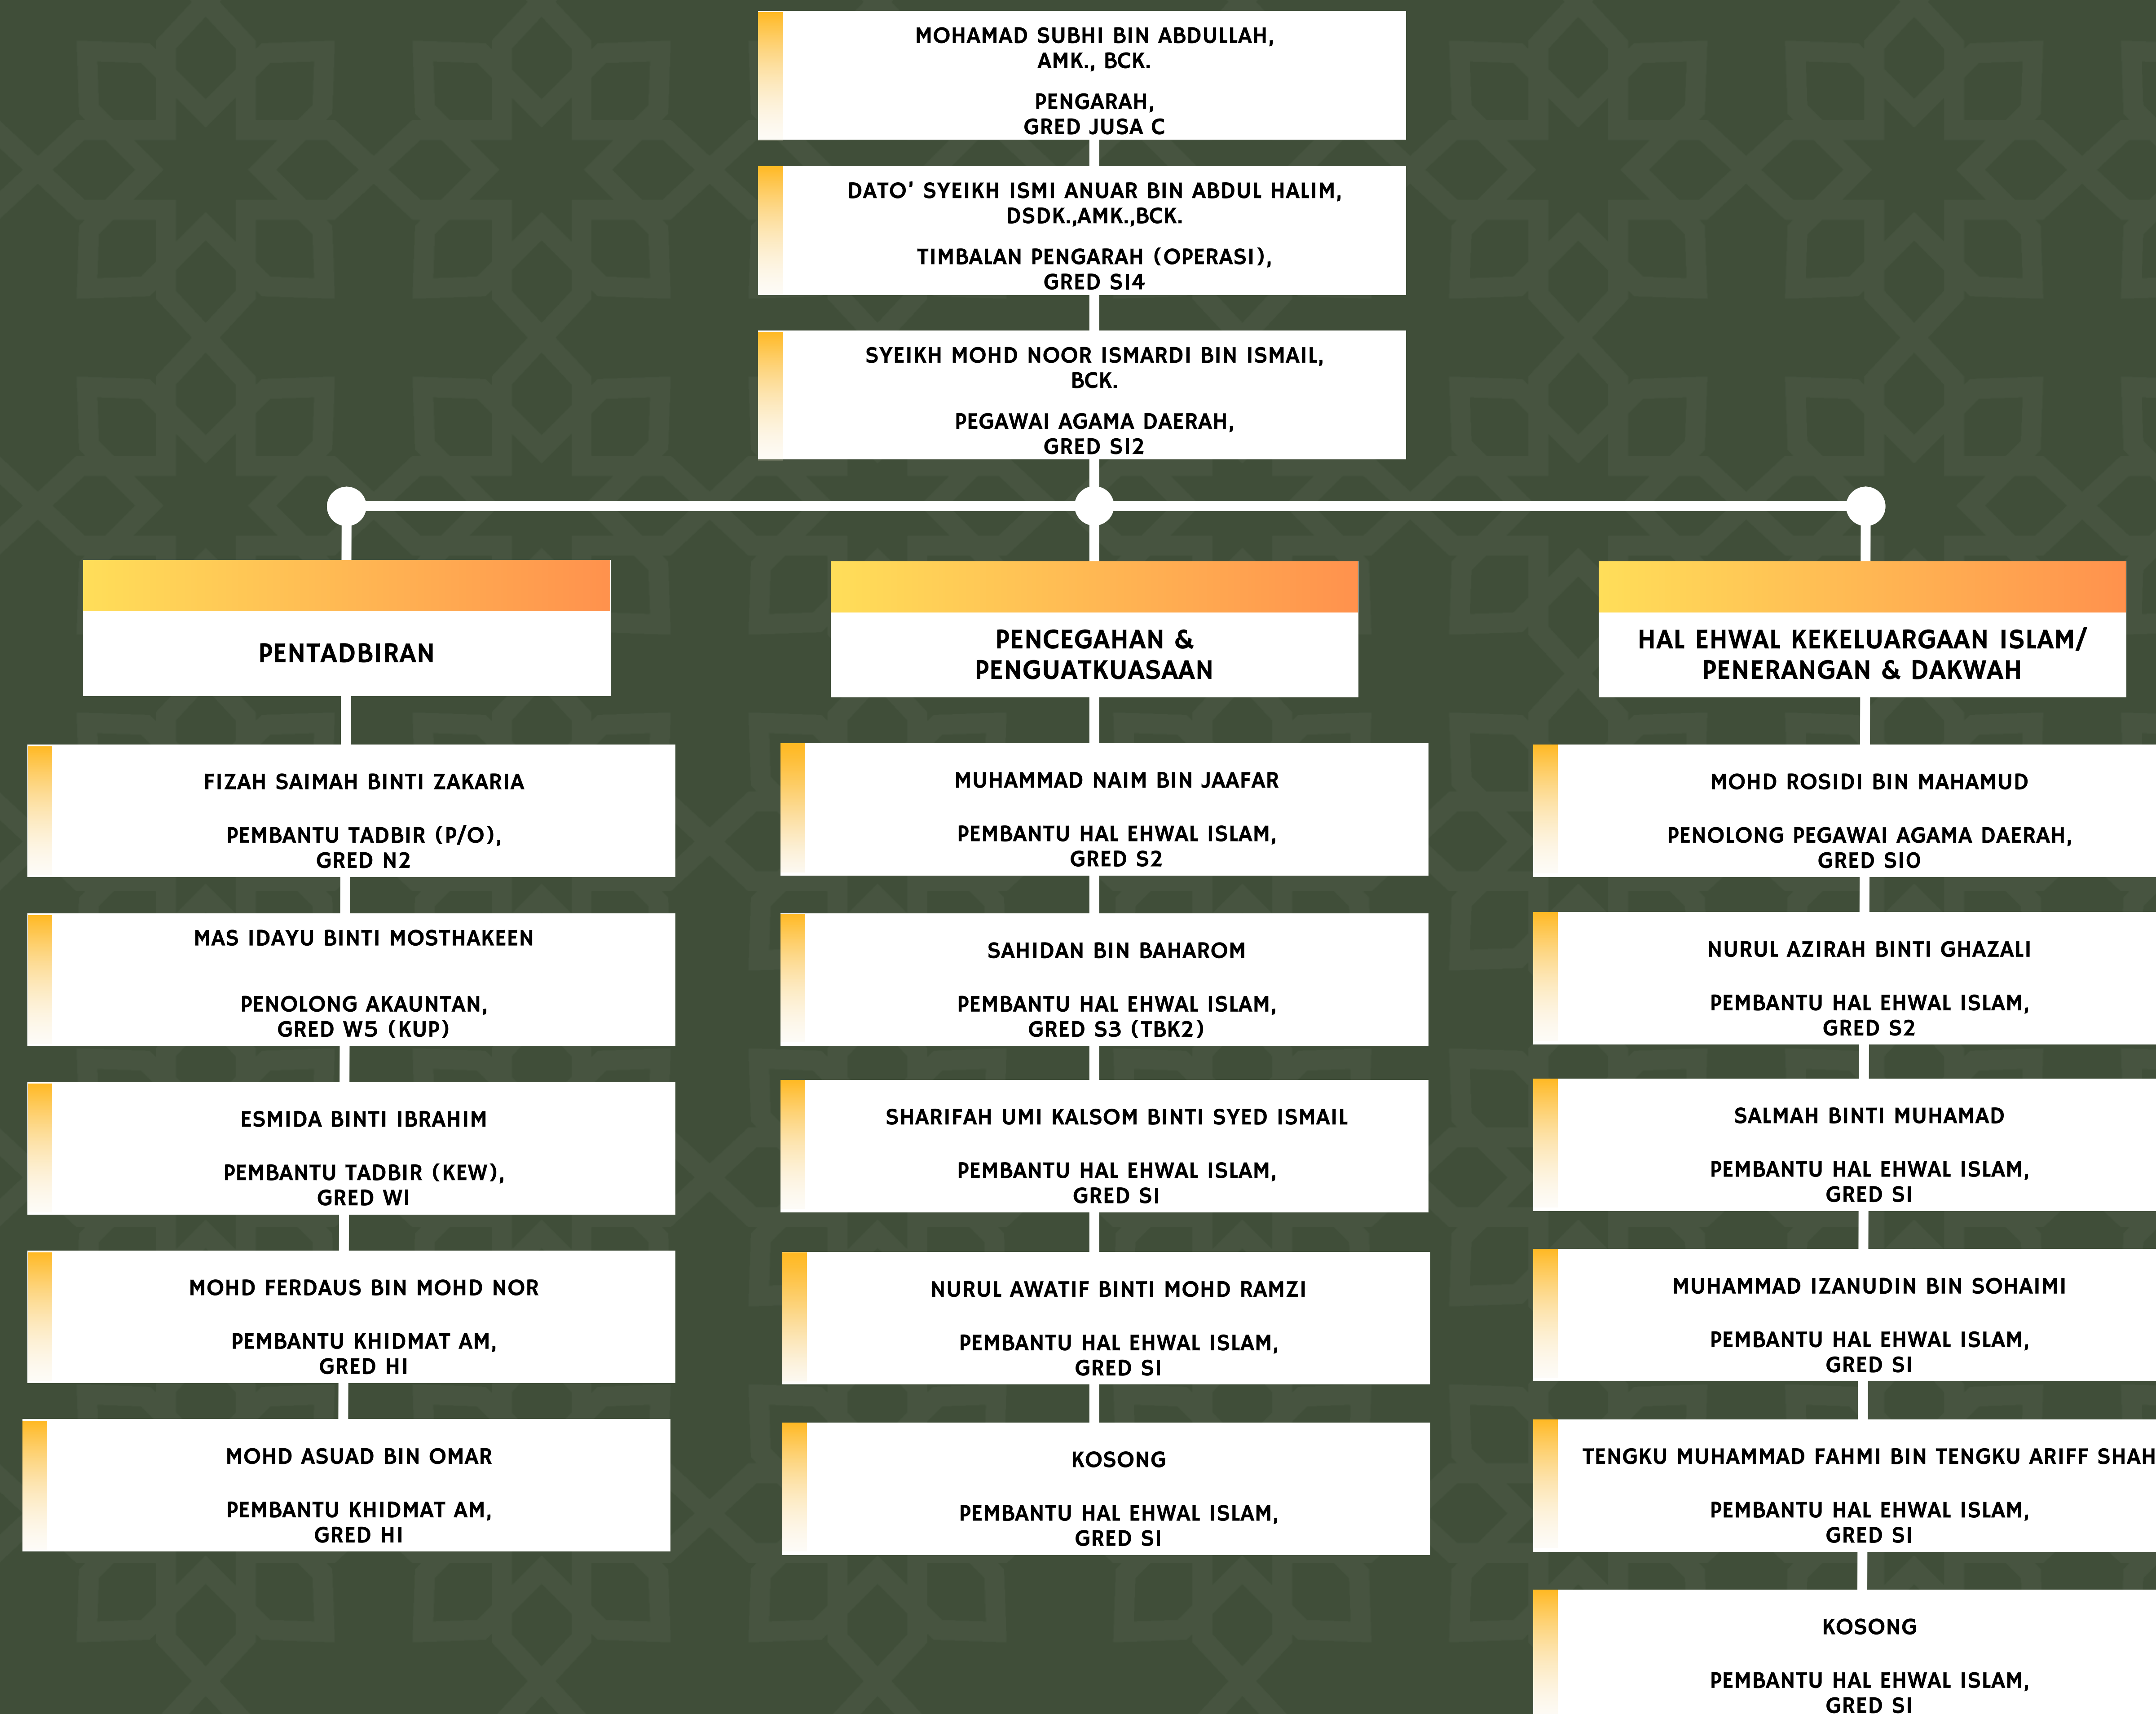 MOHAMAD SUBHI BIN ABDULLAH,
AMK., BCK.
PENGARAH,
GRED JUSA C
DATO' SYEIKH ISMI ANUAR BIN ABDUL HALIM,
DSDK.,AMK.,BCK.
TIMBALAN PENGARAH (OPERASI),
GRED S14
SYEIKH MOHD NOOR ISMARDI BIN ISMAIL,
BCK.
PEGAWAI AGAMA DAERAH,
GRED S12
PENTADBIRAN
FIZAH SAIMAH BINTI ZAKARIA
PEMBANTU TADBIR (P/O),
GRED N2
MAS IDAYU BINTI MOSTHAKEEN
PENOLONG AKAUNTAN,
GRED W5 (KUP)
ESMIDA BINTI IBRAHIM
PEMBANTU TADBIR (KEW),
GRED W1
MOHD FERDAUS BIN MOHD NOR
PEMBANTU KHIDMAT AM,
GRED H1
MOHD ASUAD BIN OMAR
PEMBANTU KHIDMAT AM,
GRED H1
PENCEGAHAN &
PENGUATKUASAAN
MUHAMMAD NAIM BIN JAAFAR
PEMBANTU HAL EHWAL ISLAM,
GRED S2
SAHIDAN BIN BAHAROM
PEMBANTU HAL EHWAL ISLAM,
GRED S3 (TBK2)
SHARIFAH UMI KALSOM BINTI SYED ISMAIL
PEMBANTU HAL EHWAL ISLAM,
GRED S1
NURUL AWATIF BINTI MOHD RAMZI
PEMBANTU HAL EHWAL ISLAM,
GRED S1
KOSONG
PEMBANTU HAL EHWAL ISLAM,
GRED S1
HAL EHWAL KEKELUARGAAN ISLAM/
PENERANGAN & DAKWAH
MOHD ROSIDI BIN MAHAMUD
PENOLONG PEGAWAI AGAMA DAERAH,
GRED S10
NURUL AZIRAH BINTI GHAZALI
PEMBANTU HAL EHWAL ISLAM,
GRED S2
SALMAH BINTI MUHAMAD
PEMBANTU HAL EHWAL ISLAM,
GRED S1
MUHAMMAD IZANUDIN BIN SOHAIMI
PEMBANTU HAL EHWAL ISLAM,
GRED S1
TENGKU MUHAMMAD FAHMI BIN TENGKU ARIFF SHAH
PEMBANTU HAL EHWAL ISLAM,
GRED S1
KOSONG
PEMBANTU HAL EHWAL ISLAM,
GRED S1